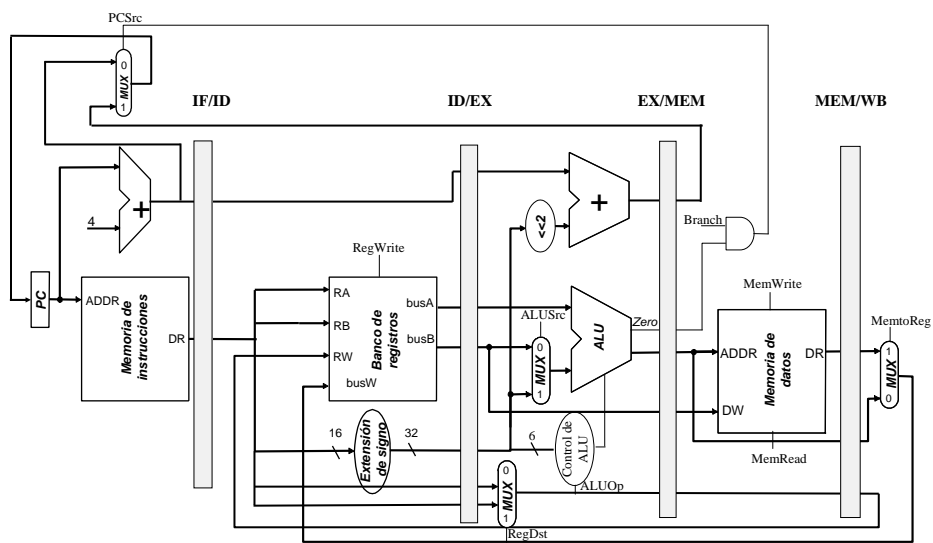 PCSrc
0
MUX
1
IF/ID
ID/EX
EX/MEM
MEM/WB
+
4
+
<<2
Branch
PC
ADDR
Memoria de
instrucciones
DR
RegWrite
RA
RB
RW
busW
Banco de
registros
busA
busB
ALUSrc
0
MUX
1
ALU
Zero
MemWrite
ADDR
DR
Memoria de
datos
DW
MemRead
MemtoReg
1
MUX
0
16
Extensión
de signo
32
6
Control de
ALU
ALUOp
0
MUX
1
RegDst